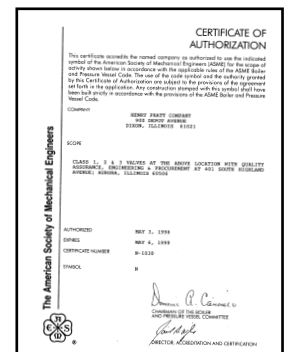 CERTIFICATE OF
AUTHORIZATION
This certificate accredits the named company as authorized to use the indicated
symbol of the American Society of Mechanical Engineers (ASME) for the scope of
activity shown below in accordance with the applicable rules of the ASME Boiler
and Pressure Vessel Code. The use of the code symbol and the authority granted
by this Certificate of Authorization are subject to the provisions of the agreement
set forth in the application. Any construction stamped with this symbol shall have
been built strictly in accordance with the provisions of the ASME Boiler and Pressure
Vessel Code.
COMPANY
HENRY PRATT COMPANY
900 DEPOT AVENUE
DIXON, ILLINOIS 61021
SCOPE
CLASS 1, 2 & 3 VALVES AT THE ABOVE LOCATION WITH QUALITY
ASSURANCE, ENGINEERING & PROCUREMENT AT 401 SOUTH HIGHLAND
AVENUE; AURORA, ILLINOIS 60506
AUTHORIZED MAY 3, 1996
EXPIRES MAY 6, 1999
CERTIFICATE NUMBER N-1030
SYMBOL N
The American Society of Mechanical Engineers
CHAIRMAN OF THE BOILER
AND PRESSURE VESSEL COMMITTEE
DIRECTOR, ACCREDITATION AND CERTIFICATION